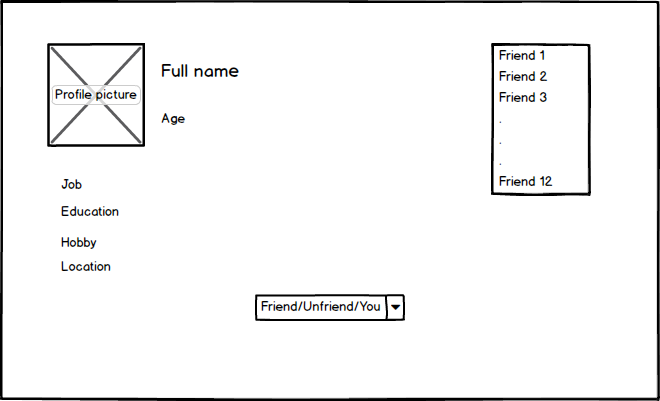 Profile picture
Full name
Age
Job
Education
Hobby
Location
Friend 1
Friend 2
Friend 3
.
.
.
Friend 12
Friend/Unfriend/You